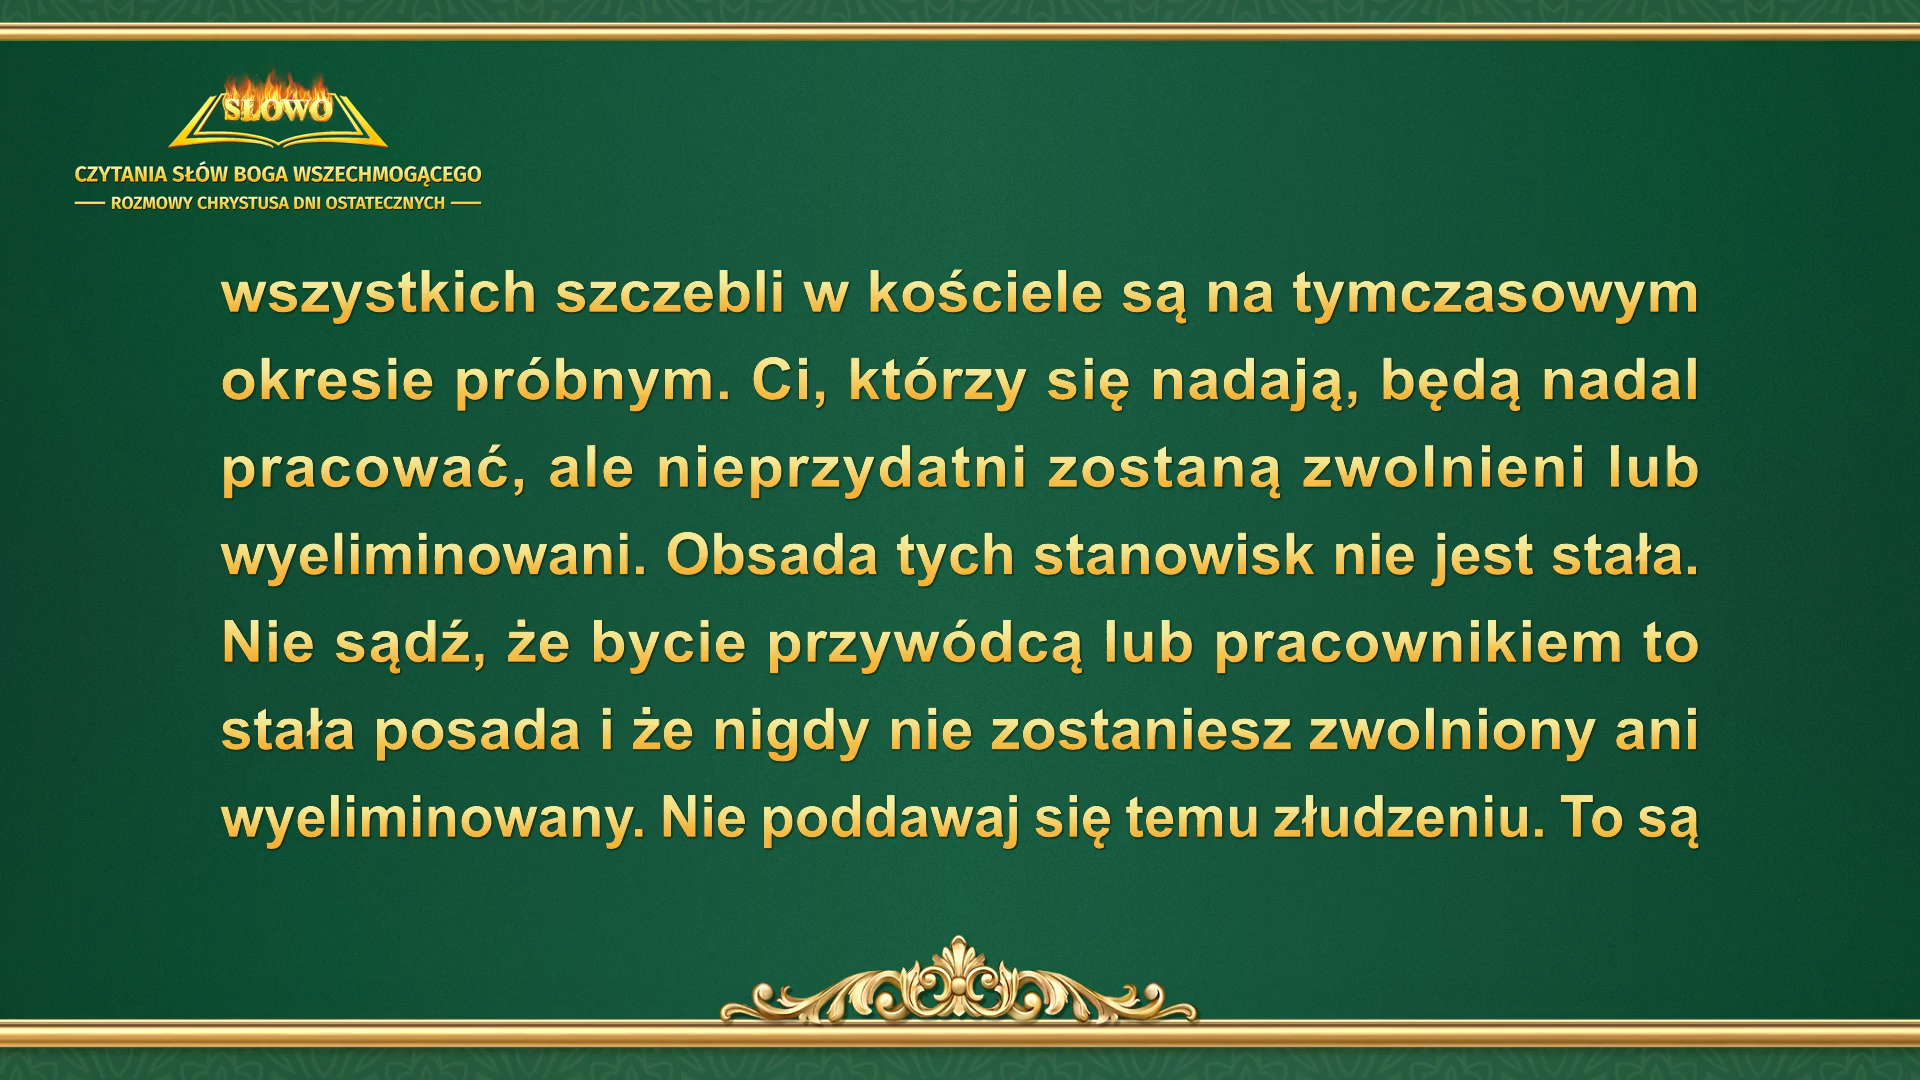 SŁOWO
CZYTANIA SŁÓW BOGA WSZECHMOGĄCEGO
ROZMOWY CHRYSTUSA DNI OSTATECZNYCH
wszystkich szczebli w kościele są na tymczasowym
okresie próbnym. Ci, którzy się nadają, będą nadal
pracować, ale nieprzydatni zostaną zwolnieni lub
wyeliminowani. Obsada tych stanowisk nie jest stała.
Nie sądź, że bycie przywódcą lub pracownikiem to
stała posada i że nigdy nie zostaniesz zwolniony ani
wyeliminowany. Nie poddawaj się temu złudzeniu. To są